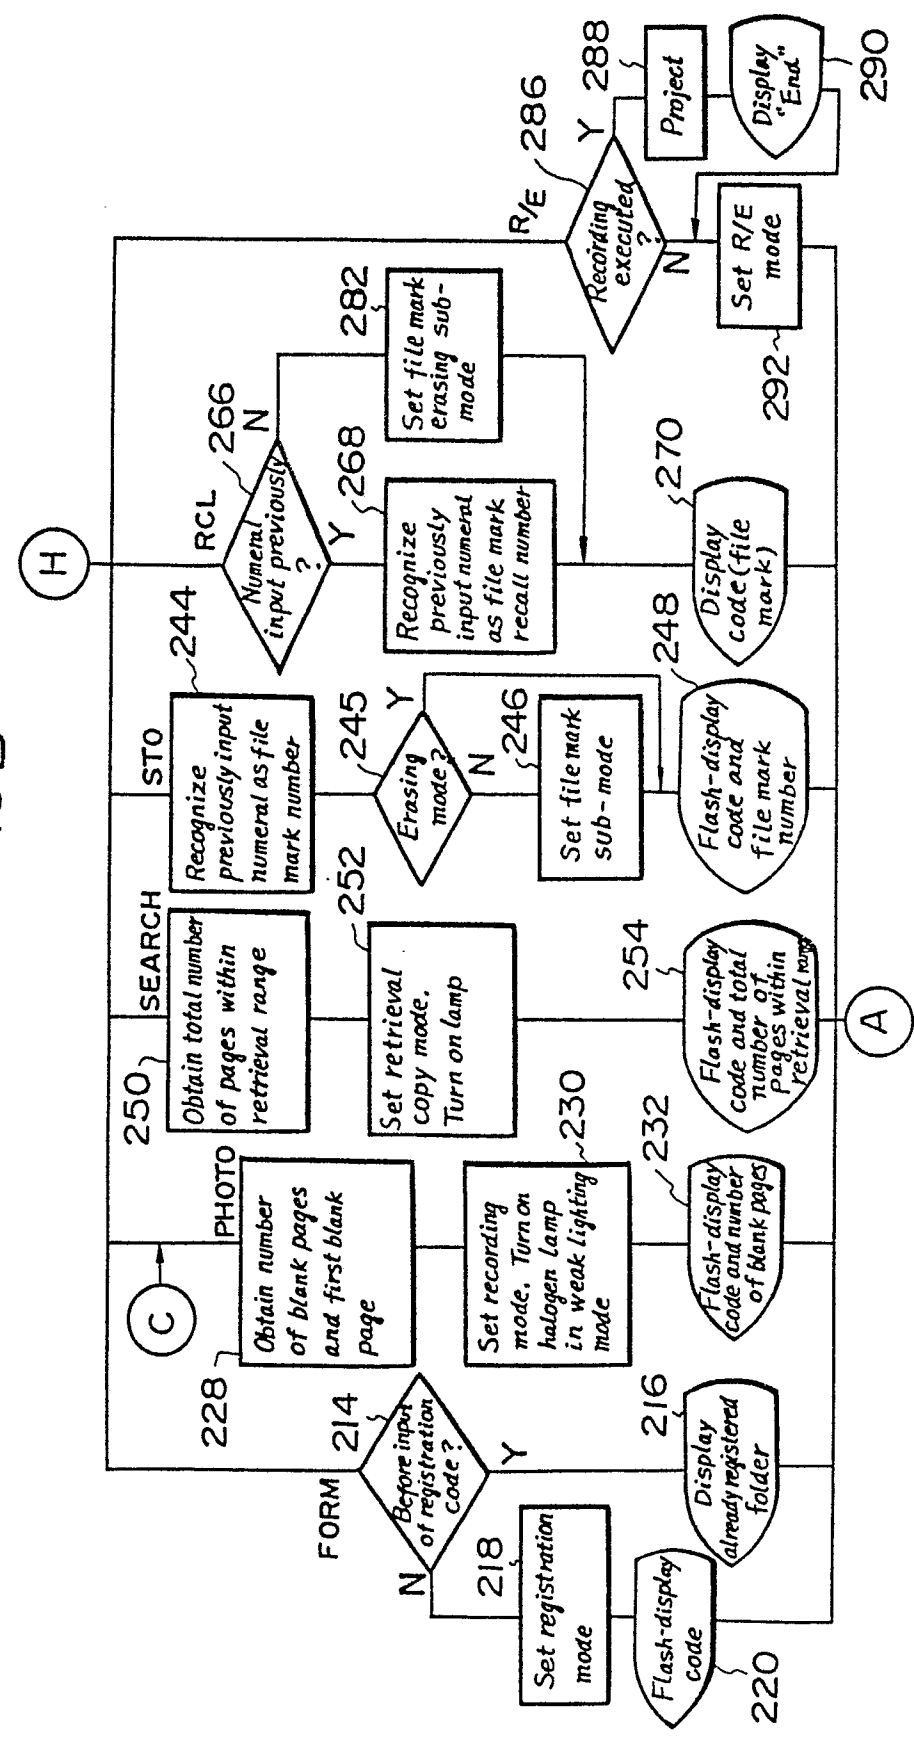 H
FORM
214
Before input
of registration
code?
N
Y
218
Set registration
mode
Flash-display
code
220
216
Display
already registered
folder
C
PHOTO
228
Obtain number
of blank pages
and first blank
page
230
Set recording
mode. Turn on
halogen lamp
in weak lighting
mode
232
Flash-display
code and number
of blank pages
SEARCH
250
Obtain total number
of pages within
retrieval range
252
Set retrieval
copy mode.
Turn on lamp
254
Flash-display
code and total
number of
pages within
retrieval range
STO
244
Recognize
previously input
numeral as file
mark number
245
Erasing
mode?
Y
N
246
Set file mark
sub-mode
248
Flash-display
code and
file mark
number
RCL
266
Numeral
input previously
?
N
Y
268
Recognize
previously
input numeral
as file mark
recall number
282
Set file mark
erasing sub-
mode
270
Display
code (file
mark)
R/E
286
Recording
executed
?
Y
N
288
Project
Display
"End"
290
292
Set R/E
mode
A